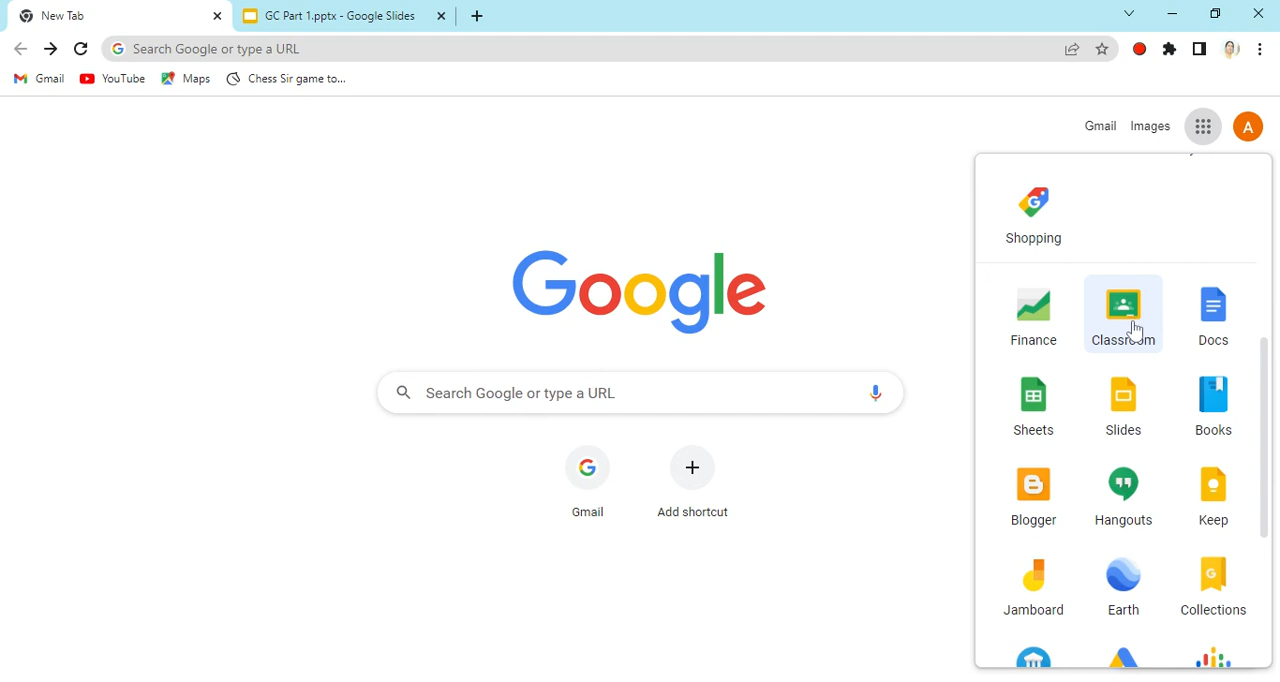 New Tab
GC Part 1.pptx - Google Slides
Search Google or type a URL
Gmail YouTube Maps Chess Sir game to...
Gmail Images A
Shopping
Finance Classroom Docs
Google
Search Google or type a URL
Sheets Slides Books
Gmail Add shortcut
Blogger Hangouts Keep
Jamboard Earth Collections